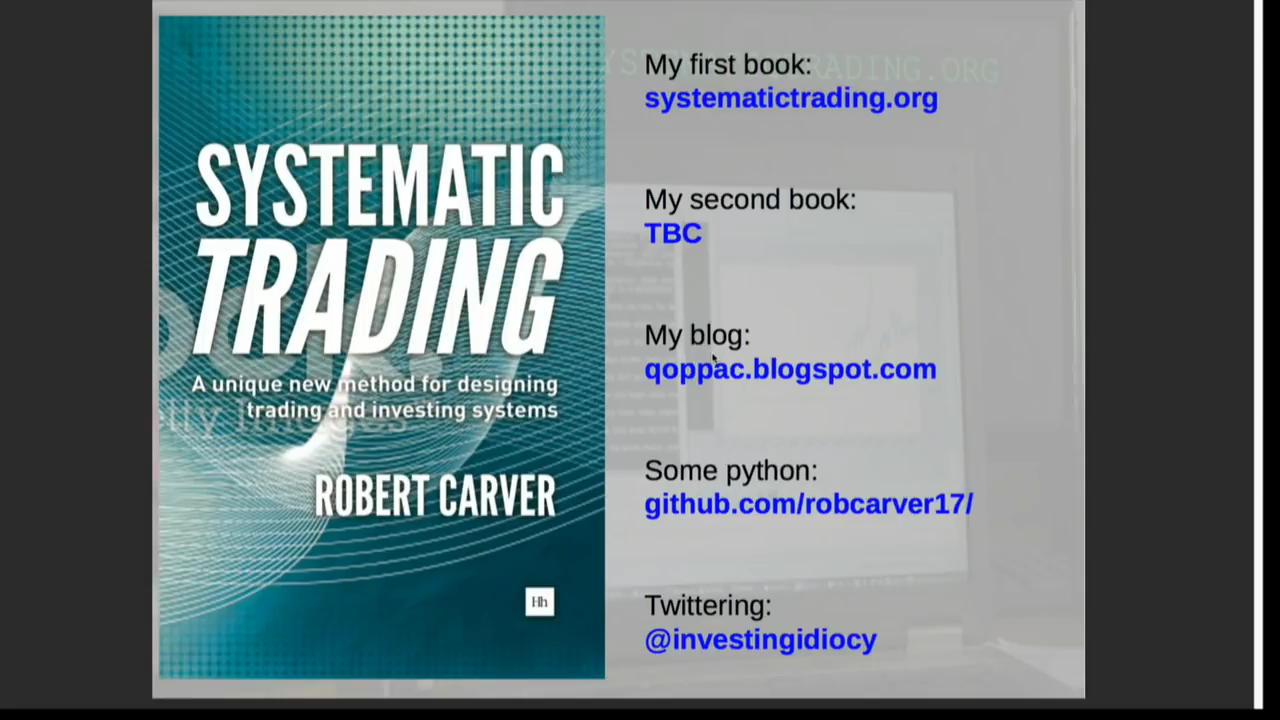 SYSTEMATIC
TRADING
A unique new method for designing
trading and investing systems
ROBERT CARVER
Hh
My first book:
systematictrading.org
My second book:
TBC
My blog:
qoppac.blogspot.com
Some python:
github.com/robcarver17/
Twittering:
@investingidiocy